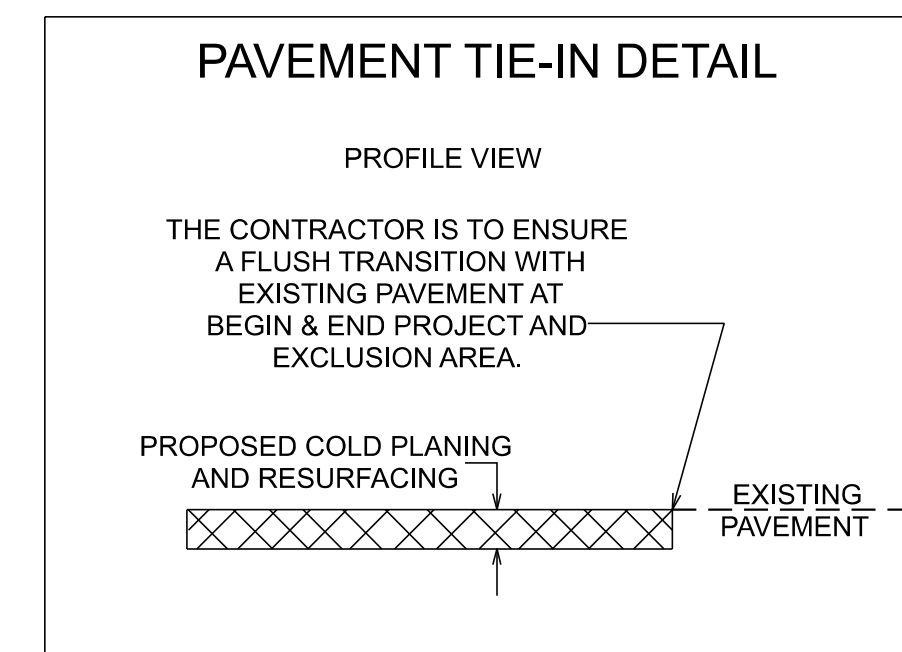 PAVEMENT TIE-IN DETAIL
PROFILE VIEW
THE CONTRACTOR IS TO ENSURE
A FLUSH TRANSITION WITH
EXISTING PAVEMENT AT
BEGIN & END PROJECT AND
EXCLUSION AREA.
PROPOSED COLD PLANING
AND RESURFACING
EXISTING
PAVEMENT